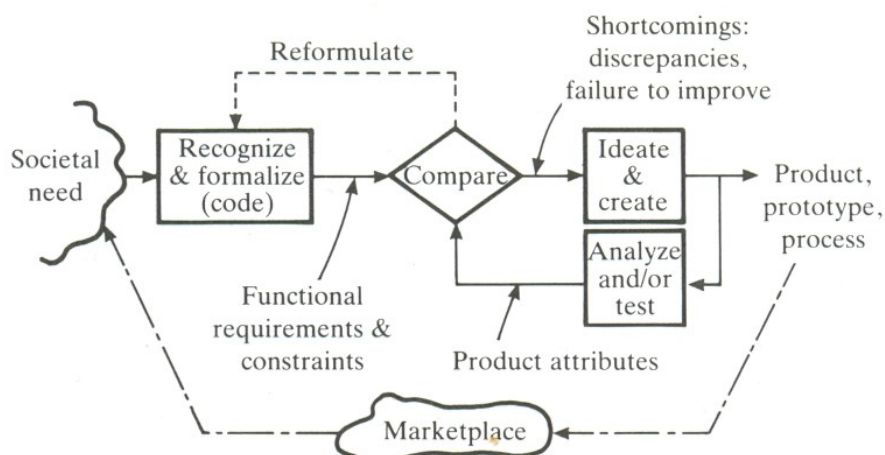 Shortcomings:
discrepancies,
failure to improve
Reformulate
Societal
need
Recognize
& formalize
(code)
Compare
Ideate
&
create
Product,
prototype,
process
Analyze
and/or
test
Functional
requirements &
constraints
Product attributes
Marketplace